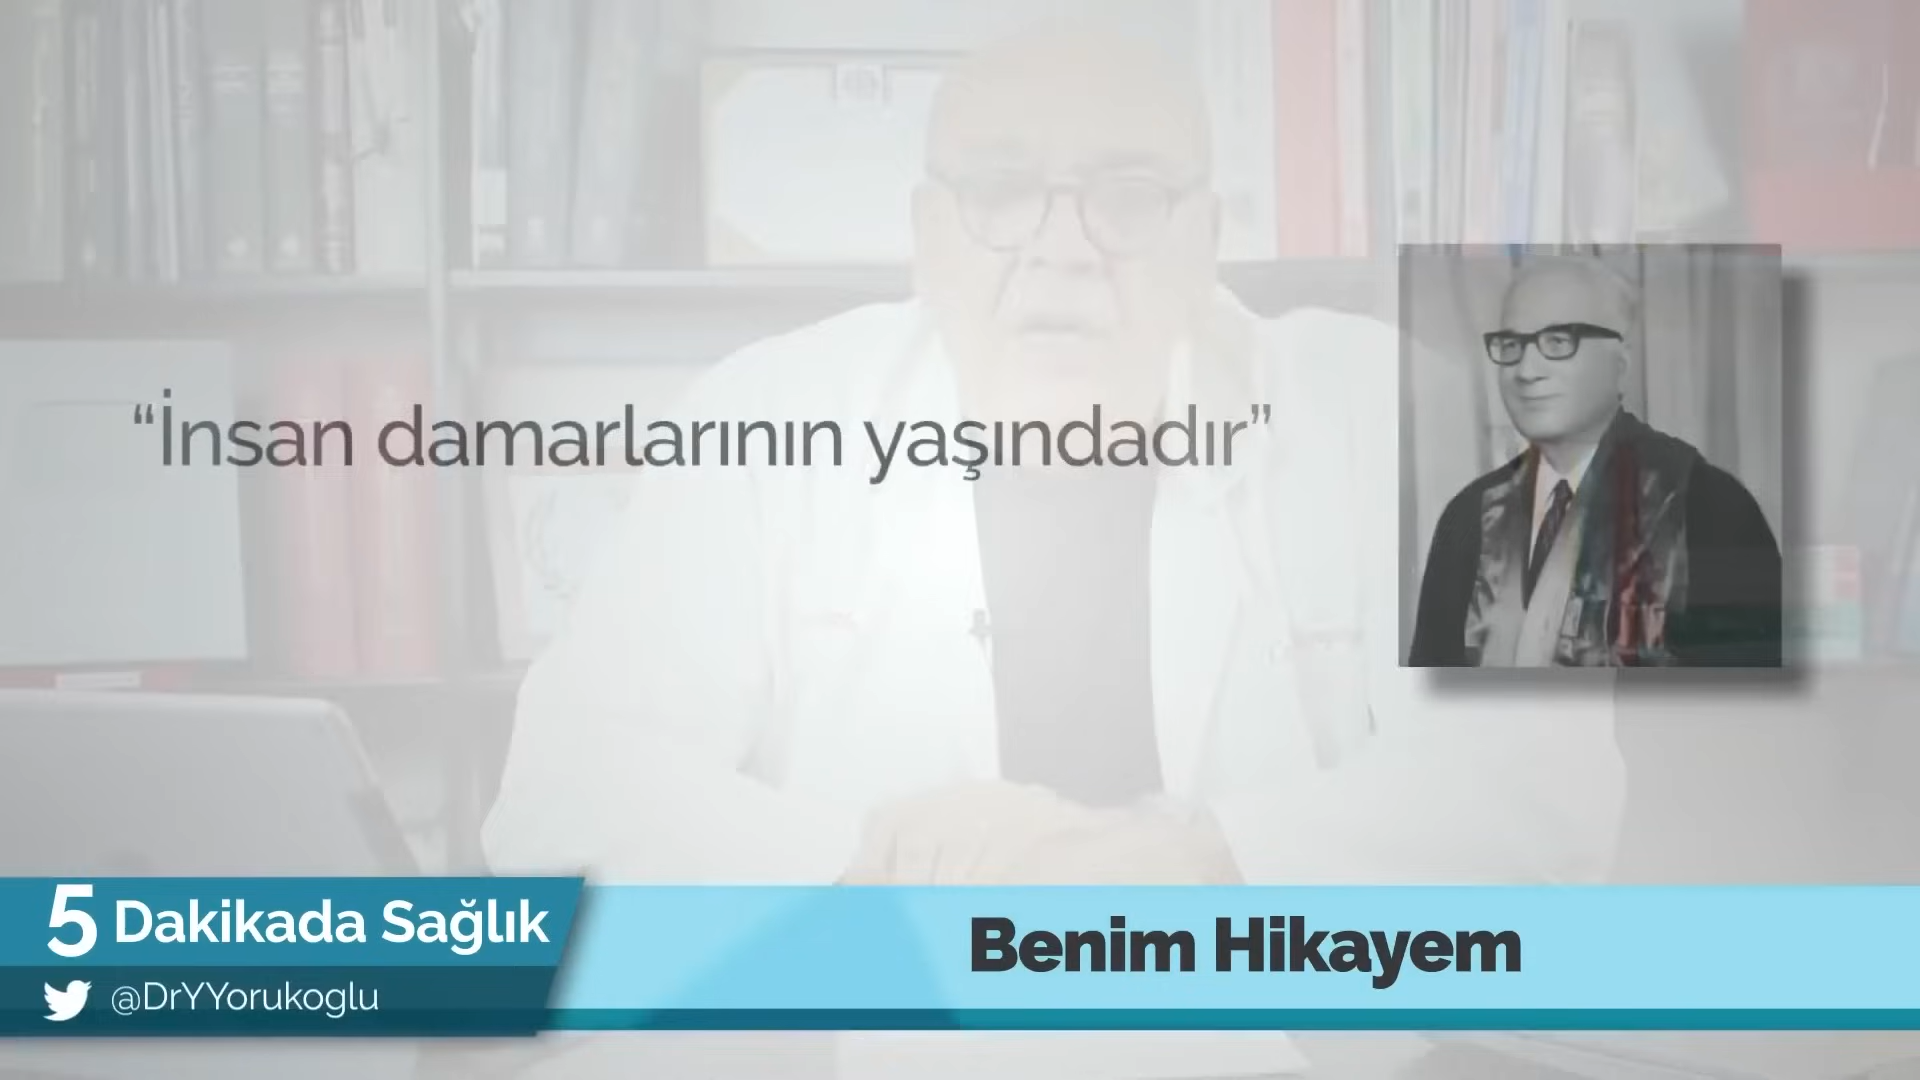 “İnsan damarlarının yaşındadır”
5 Dakikada Sağlık
@DrYYorukoglu
Benim Hikayem